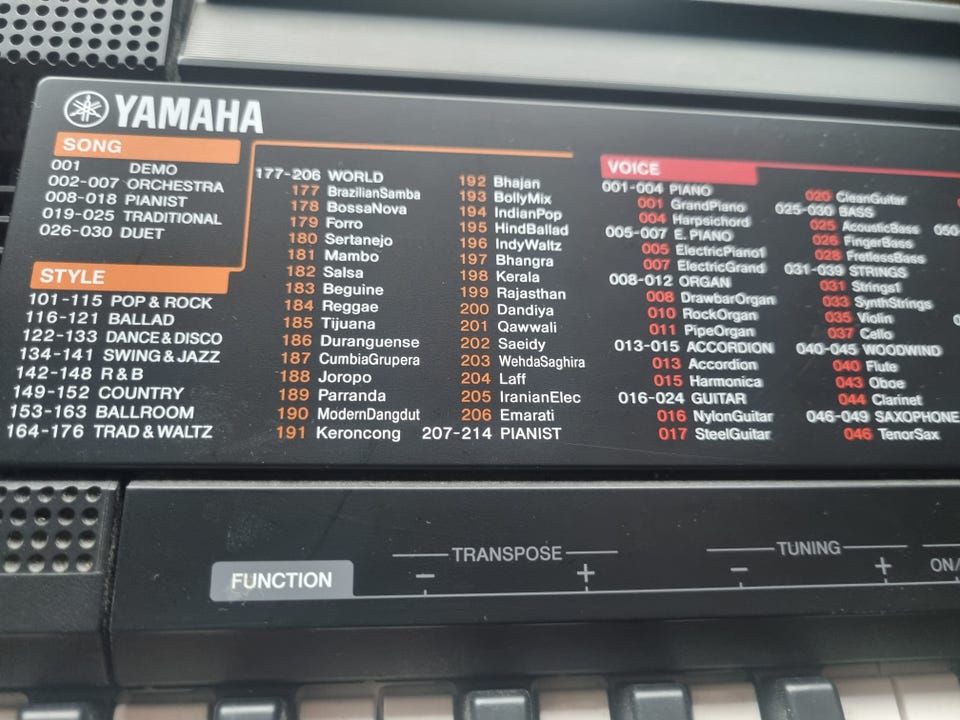 YAMAHA
SONG
001 DEMO
002-007 ORCHESTRA
008-018 PIANIST
019-025 TRADITIONAL
026-030 DUET
STYLE
101-115 POP & ROCK
116-121 BALLAD
122-133 DANCE & DISCO
134-141 SWING & JAZZ
142-148 R & B
149-152 COUNTRY
153-163 BALLROOM
164-176 TRAD & WALTZ
177-206 WORLD
177 BrazilianSamba
178 BossaNova
179 Forro
180 Sertanejo
181 Mambo
182 Salsa
183 Beguine
184 Reggae
185 Tijuana
186 Duranguense
187 CumbiaGrupera
188 Joropo
189 Parranda
190 ModernDangdut
191 Keroncong
192 Bhajan
193 BollyMix
194 IndianPop
195 HindBallad
196 IndyWaltz
197 Bhangra
198 Kerala
199 Rajasthan
200 Dandiya
201 Qawwali
202 Saeidy
203 WehdaSaghira
204 Laff
205 IranianElec
206 Emarati
207-214 PIANIST
VOICE
001-004 PIANO
001 GrandPiano
004 Harpsichord
005-007 E. PIANO
005 ElectricPiano1
007 ElectricGrand
008-012 ORGAN
008 DrawbarOrgan
010 RockOrgan
011 PipeOrgan
013-015 ACCORDION
013 Accordion
015 Harmonica
016-024 GUITAR
016 NylonGuitar
017 SteelGuitar
020 CleanGuitar
025-030 BASS
025 AcousticBass
026 FingerBass
028 FretlessBass
031-039 STRINGS
031 Strings1
033 SynthStrings
035 Violin
037 Cello
040-045 WOODWIND
040 Flute
043 Oboe
044 Clarinet
046-049 SAXOPHONE
046 TenorSax
050-
FUNCTION
TRANSPOSE
− +
TUNING
− +
ON/